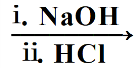 i. NaOH
ii. HCl